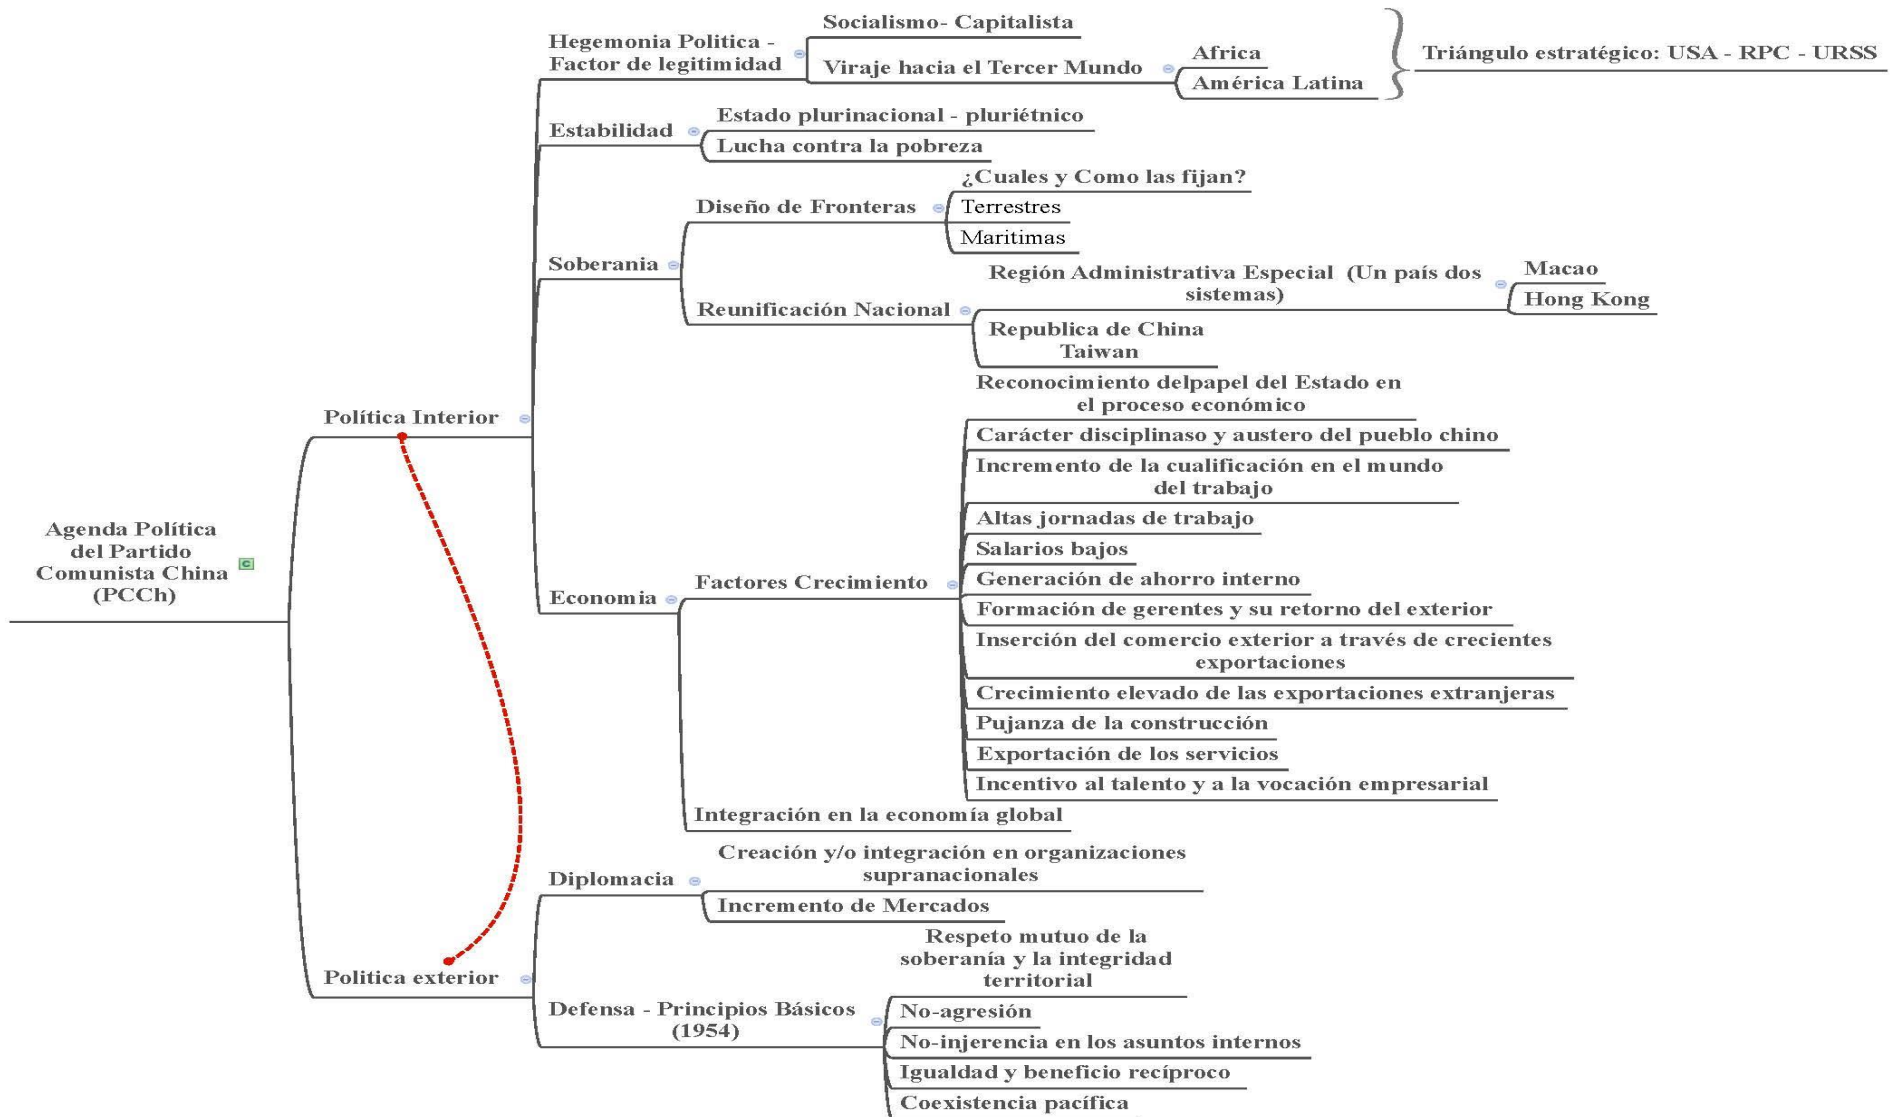 Socialismo- Capitalista
Hegemonia Politica -
Factor de legitimidad
Viraje hacia el Tercer Mundo
Africa
América Latina
Triángulo estratégico: USA - RPC - URSS
Estabilidad
Estado plurinacional - pluriétnico
Lucha contra la pobreza
¿Cuales y Como las fijan?
Diseño de Fronteras
Terrestres
Maritimas
Soberania
Región Administrativa Especial (Un país dos
sistemas)
Macao
Hong Kong
Reunificación Nacional
Republica de China
Taiwan
Política Interior
Reconocimiento delpapel del Estado en
el proceso económico
Carácter disciplinaso y austero del pueblo chino
Incremento de la cualificación en el mundo
del trabajo
Altas jornadas de trabajo
Salarios bajos
Agenda Política
del Partido
Comunista China
(PCCh)
C
Economia
Factores Crecimiento
Generación de ahorro interno
Formación de gerentes y su retorno del exterior
Inserción del comercio exterior a través de crecientes
exportaciones
Crecimiento elevado de las exportaciones extranjeras
Pujanza de la construcción
Exportación de los servicios
Incentivo al talento y a la vocación empresarial
Integración en la economía global
Diplomacia
Creación y/o integración en organizaciones
supranacionales
Incremento de Mercados
Politica exterior
Defensa - Principios Básicos
(1954)
Respeto mutuo de la
soberanía y la integridad
territorial
No-agresión
No-injerencia en los asuntos internos
Igualdad y beneficio recíproco
Coexistencia pacífica